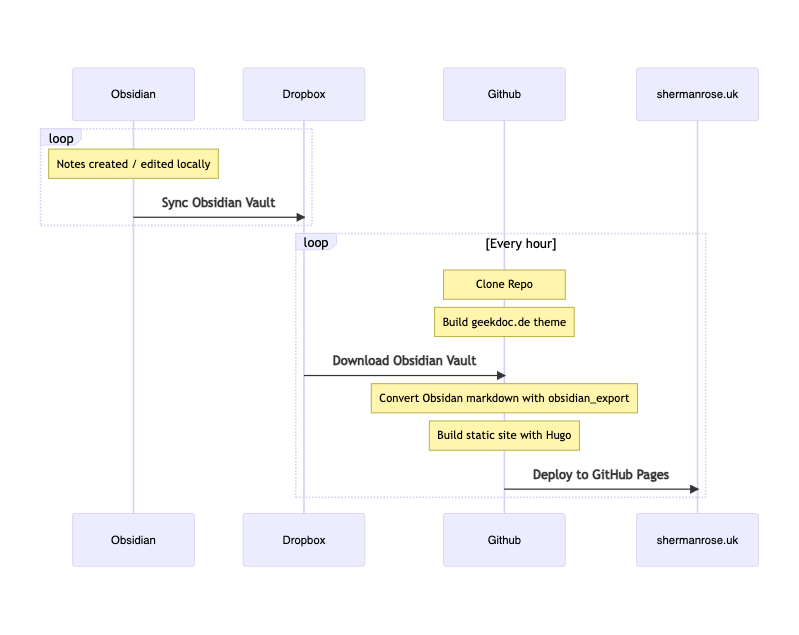 Obsidian
Dropbox
Github
shermanrose.uk
loop
Notes created / edited locally
Sync Obsidian Vault
loop
[Every hour]
Clone Repo
Build geekdoc.de theme
Download Obsidian Vault
Convert Obsidan markdown with obsidian_export
Build static site with Hugo
Deploy to GitHub Pages
Obsidian
Dropbox
Github
shermanrose.uk